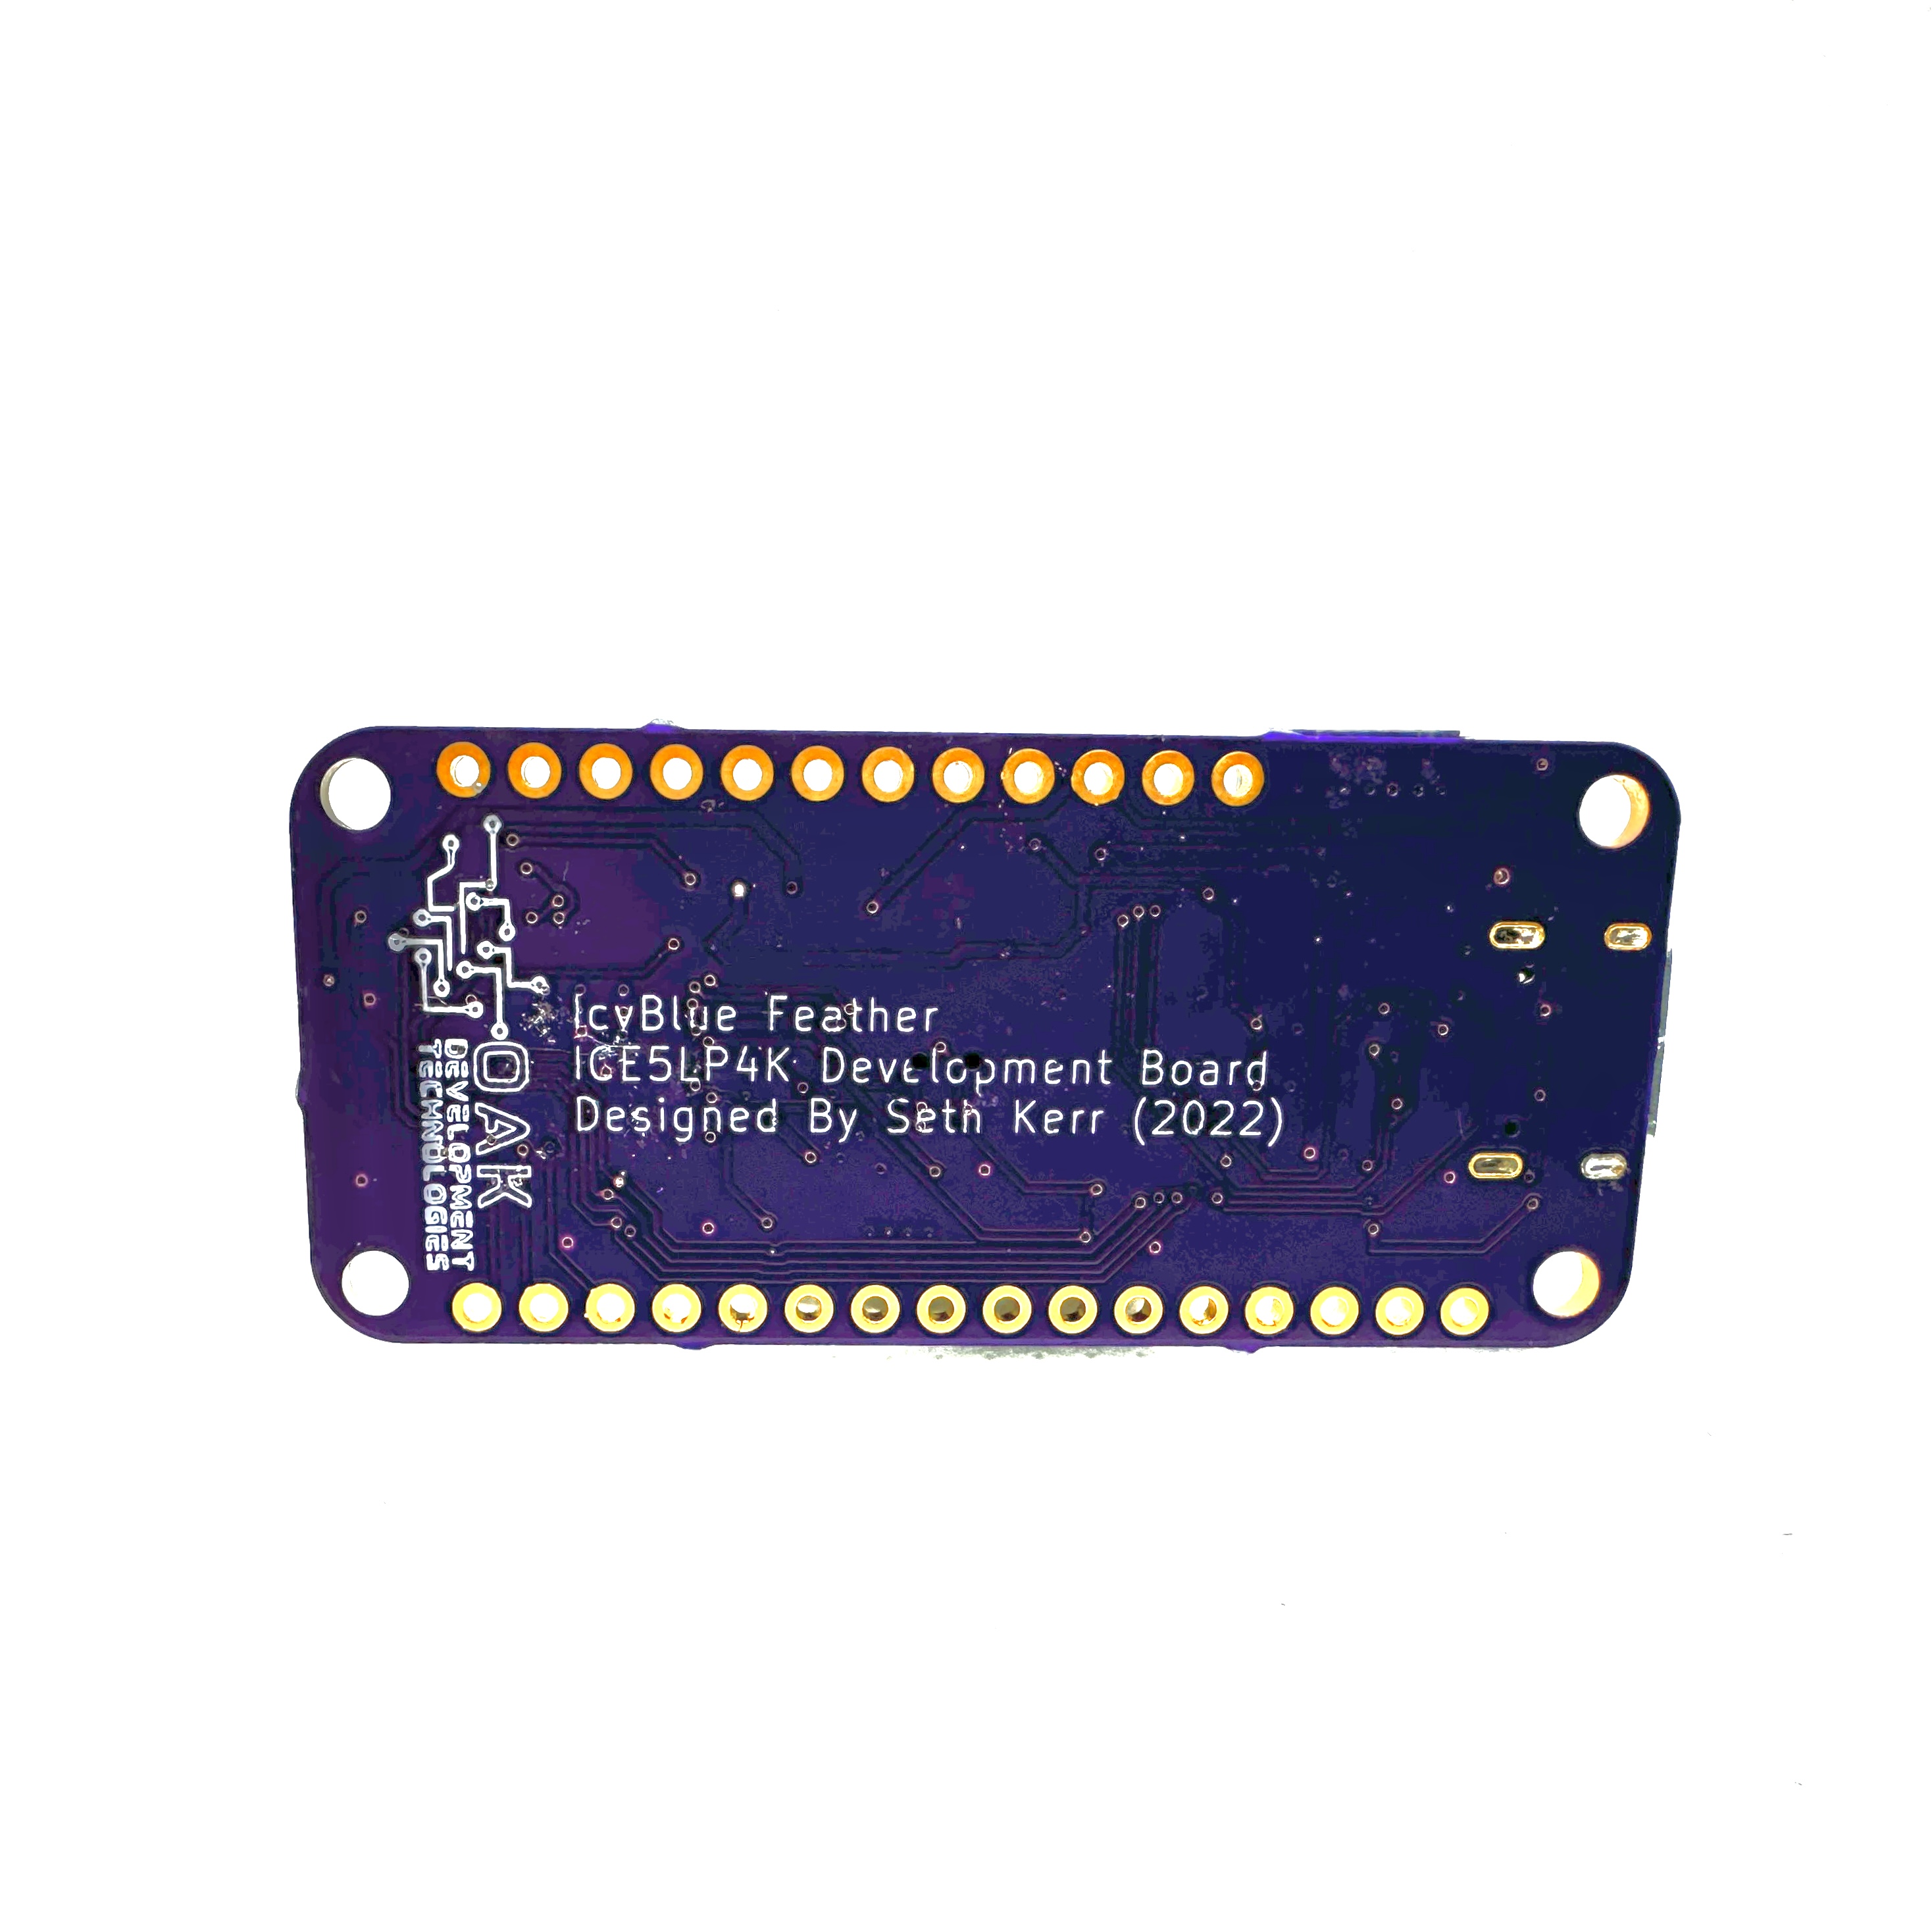 IcyBlue Feather
ICE5LP4K Development Board
Designed By Seth Kerr (2022)
OAK
DEVELOPMENT
TECHNOLOGIES